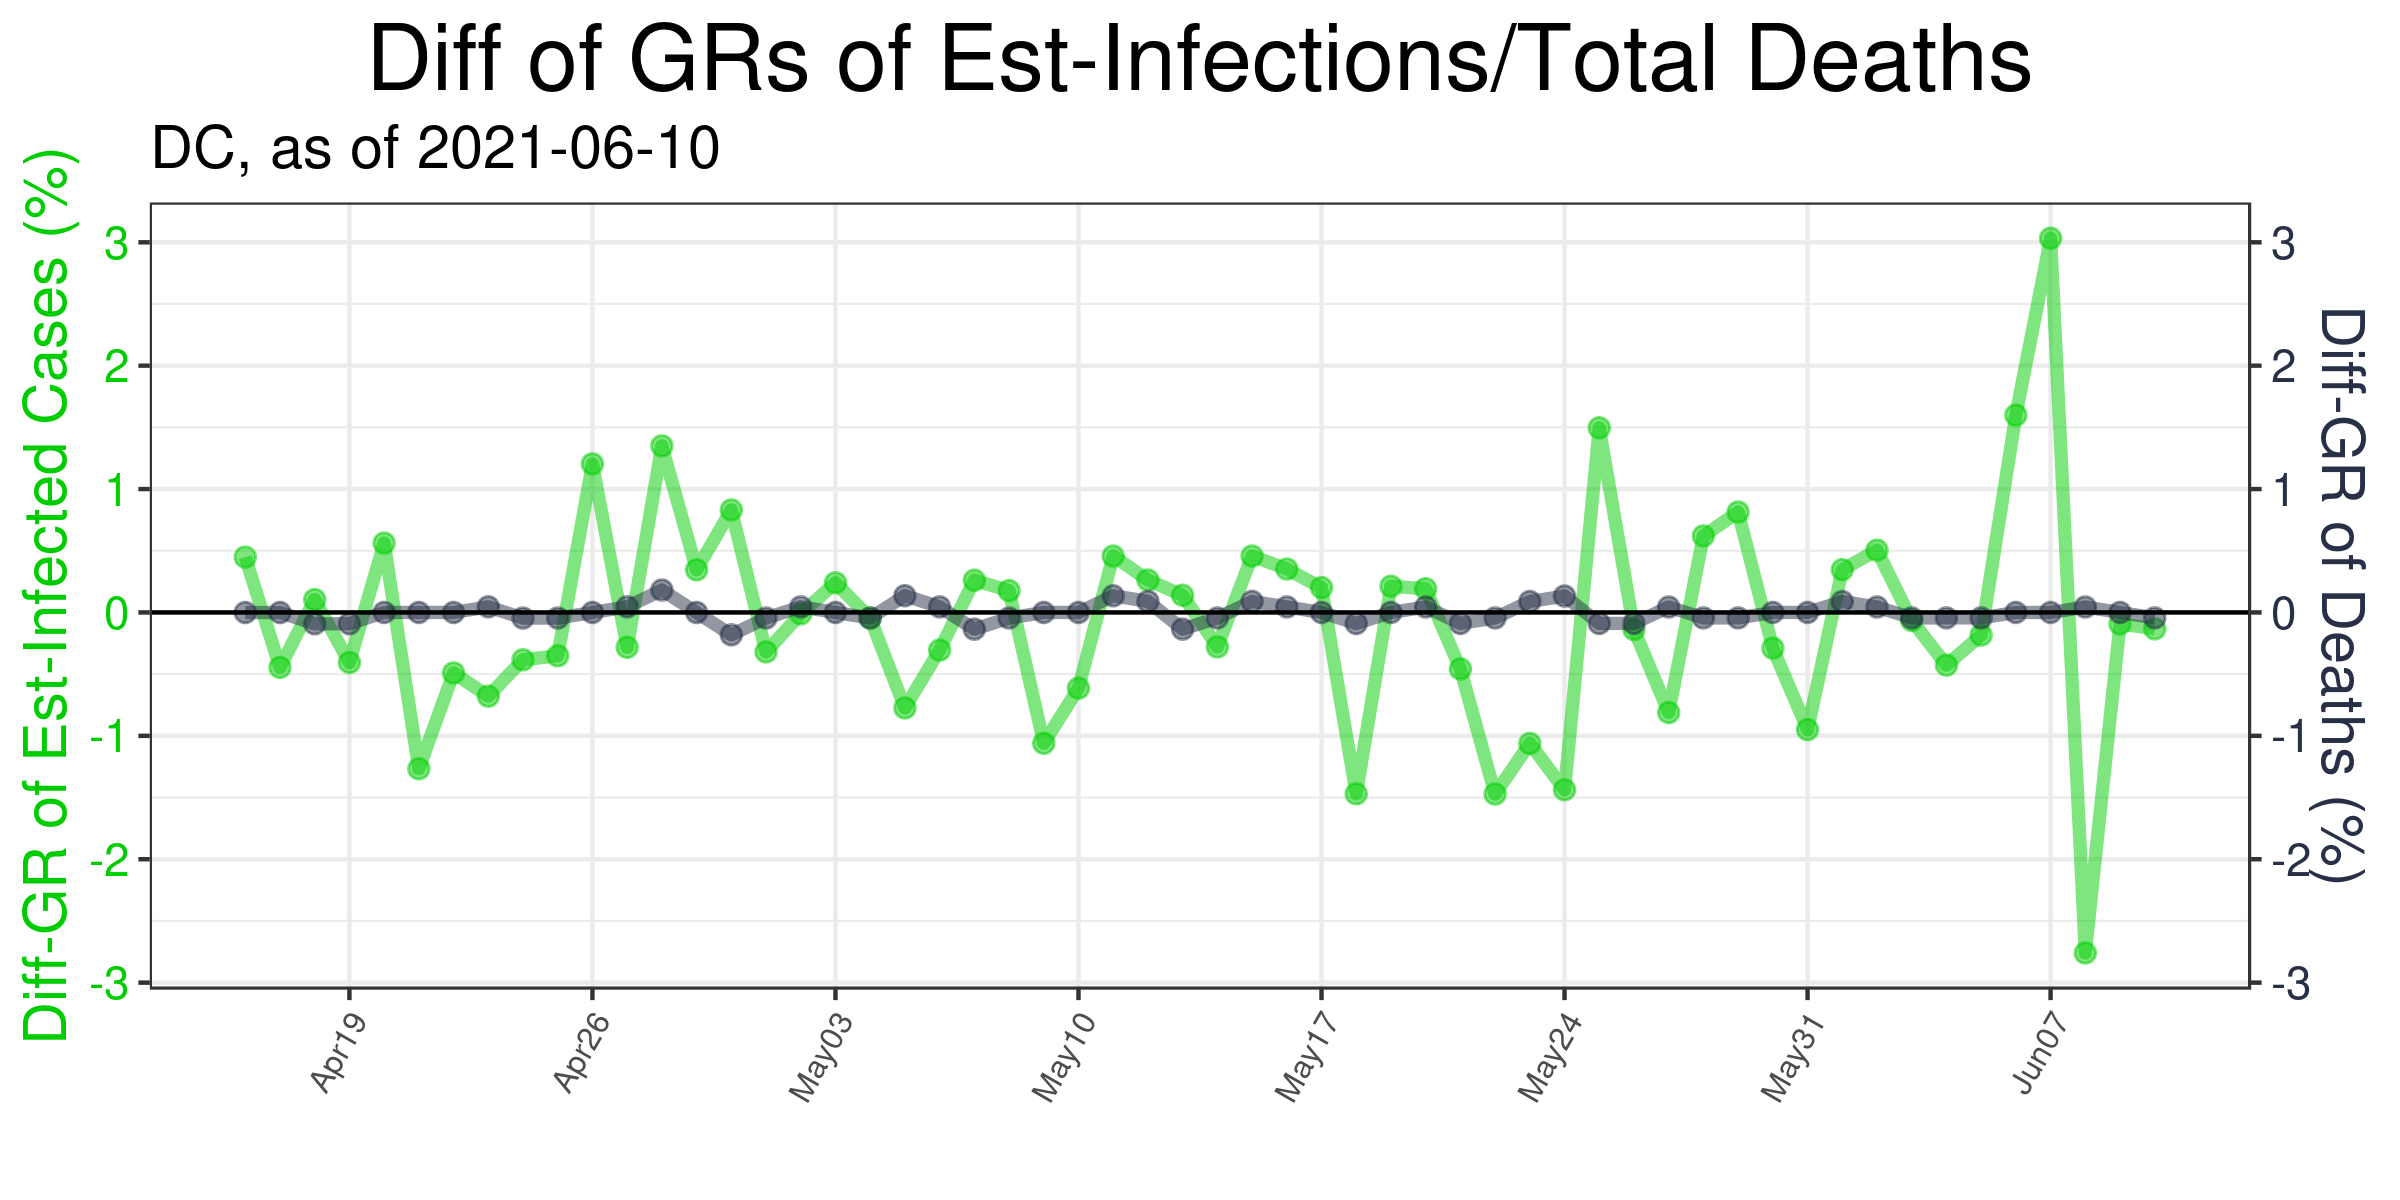 Diff of GRs of Est-Infections/Total Deaths
DC, as of 2021-06-10
Diff-GR of Est-Infected Cases (%)
3
2
1
0
-1
-2
-3
3
2
1
0
-1
-2
-3
Diff-GR of Deaths (%)
Apr19
Apr26
May03
May10
May17
May24
May31
Jun07